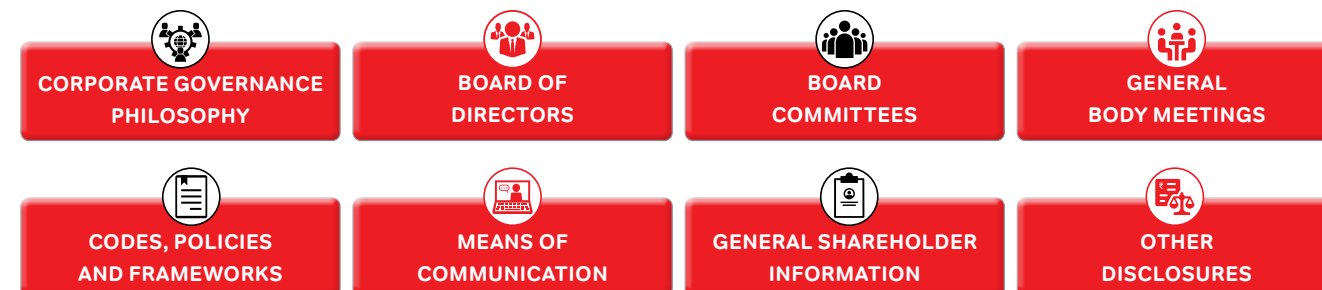 CORPORATE GOVERNANCE
PHILOSOPHY
BOARD OF
DIRECTORS
BOARD
COMMITTEES
GENERAL
BODY MEETINGS
CODES, POLICIES
AND FRAMEWORKS
MEANS OF
COMMUNICATION
GENERAL SHAREHOLDER
INFORMATION
OTHER
DISCLOSURES